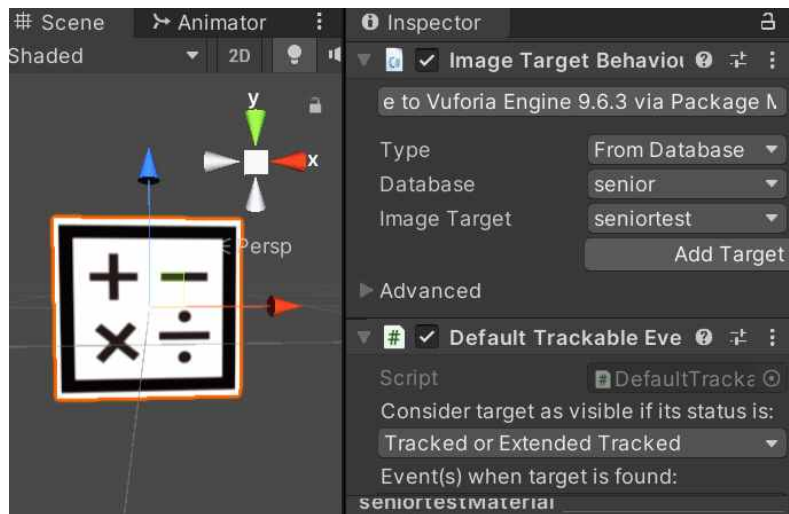 Scene Animator
Shaded 2D
y
x
Persp
Inspector
Image Target Behaviou
e to Vuforia Engine 9.6.3 via Package M
Type From Database
Database senior
Image Target seniortest
Add Target
Advanced
# Default Trackable Eve
Script # DefaultTracka
Consider target as visible if its status is:
Tracked or Extended Tracked
Event(s) when target is found:
seniortestMaterial